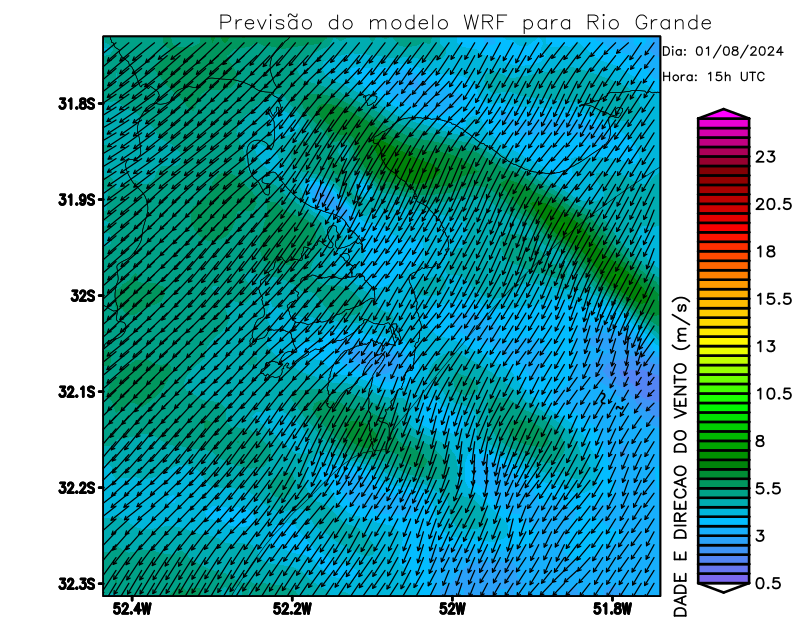 Previsão do modelo WRF para Rio Grande
Dia: 01/08/2024
Hora: 15h UTC
31.8S
31.9S
32S
32.1S
32.2S
32.3S
52.4W
52.2W
52W
51.8W
23
20.5
18
15.5
13
10.5
8
5.5
3
0.5
DADE E DIRECAO DO VENTO (m/s)